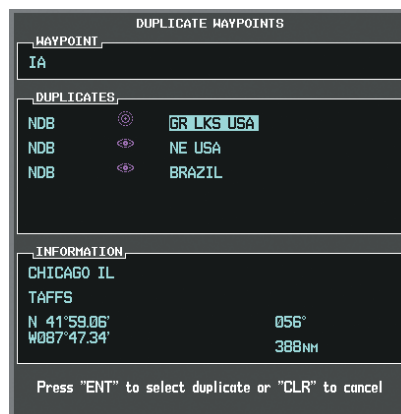 DUPLICATE WAYPOINTS
WAYPOINT
IA
DUPLICATES
NDB GR LKS USA
NDB NE USA
NDB BRAZIL
INFORMATION
CHICAGO IL
TAFFS
N 41°59.06' 056°
W087°47.34'
388NM
Press "ENT" to select duplicate or "CLR" to cancel